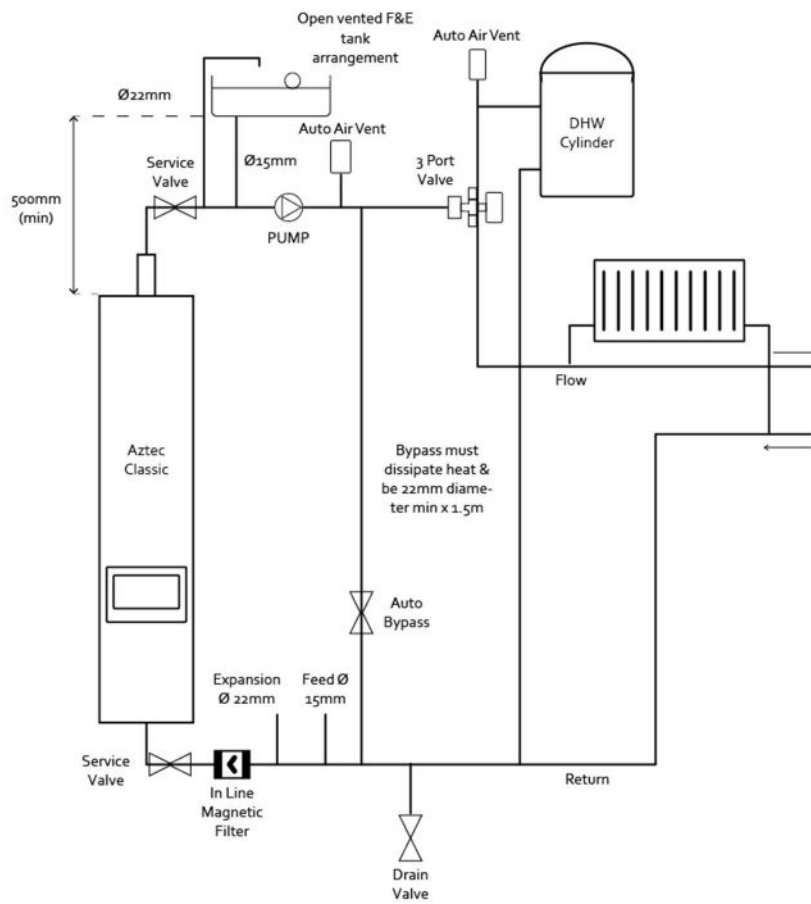 Open vented F&E
tank
arrangement
Auto Air Vent
Ø22mm
DHW
Cylinder
Auto Air Vent
Service
Valve
Ø15mm
3 Port
Valve
500mm
(min)
PUMP
Flow
Aztec
Classic
Bypass must
dissipate heat &
be 22mm diame-
ter min x 1.5m
Auto
Bypass
Expansion
Ø 22mm
Feed Ø
15mm
Service
Valve
In Line
Magnetic
Filter
Return
Drain
Valve